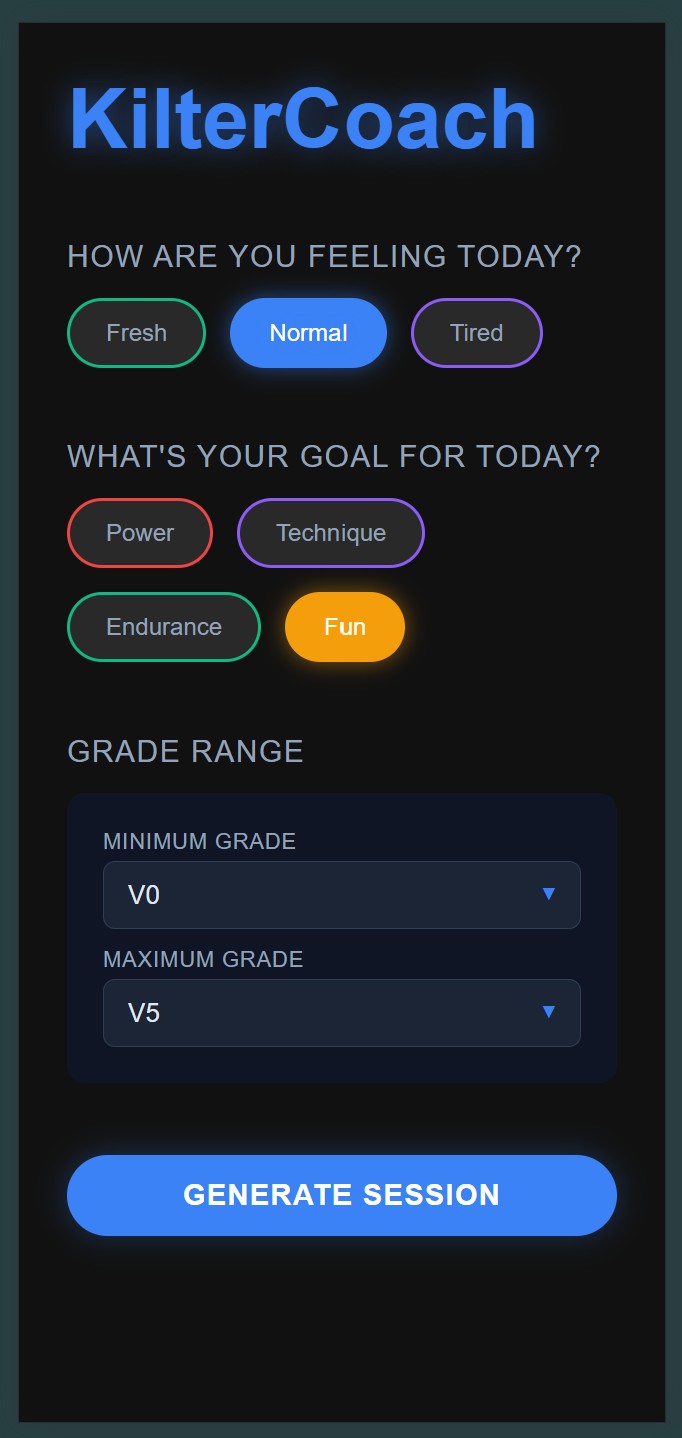 KilterCoach
HOW ARE YOU FEELING TODAY?
Fresh Normal Tired
WHAT'S YOUR GOAL FOR TODAY?
Power Technique
Endurance Fun
GRADE RANGE
MINIMUM GRADE
V0
MAXIMUM GRADE
V5
GENERATE SESSION